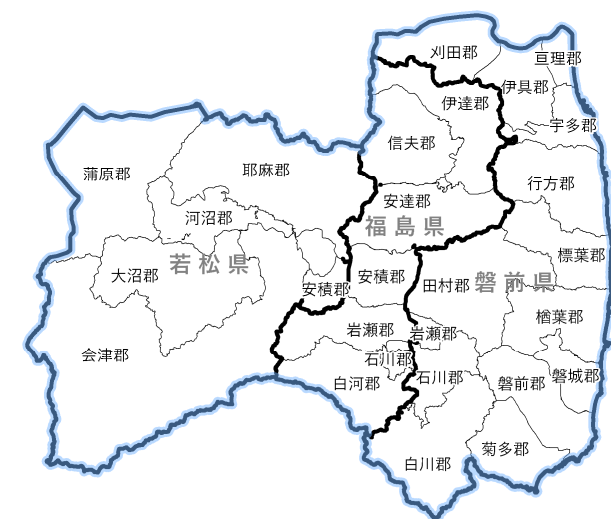 刈田郡
亘理郡
伊具郡
伊達郡
宇多郡
信夫郡
蒲原郡
耶麻郡
行方郡
安達郡
河沼郡
福島県
標葉郡
若松県
大沼郡
安積郡
安積郡
田村郡
磐前県
楢葉郡
岩瀬郡
岩瀬郡
会津郡
石川郡
石川郡
白河郡
磐前郡
磐城郡
菊多郡
白川郡